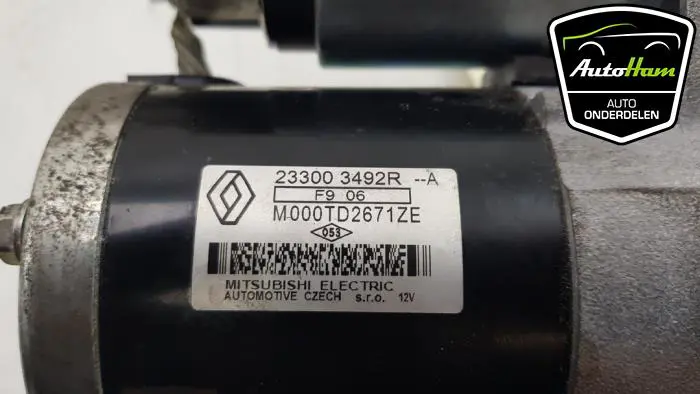 AutoHam
AUTO
ONDERDELEN
23300 3492R --A
F9 06
M000TD2671ZE
053
MITSUBISHI ELECTRIC
AUTOMOTIVE CZECH s.r.o. 12V